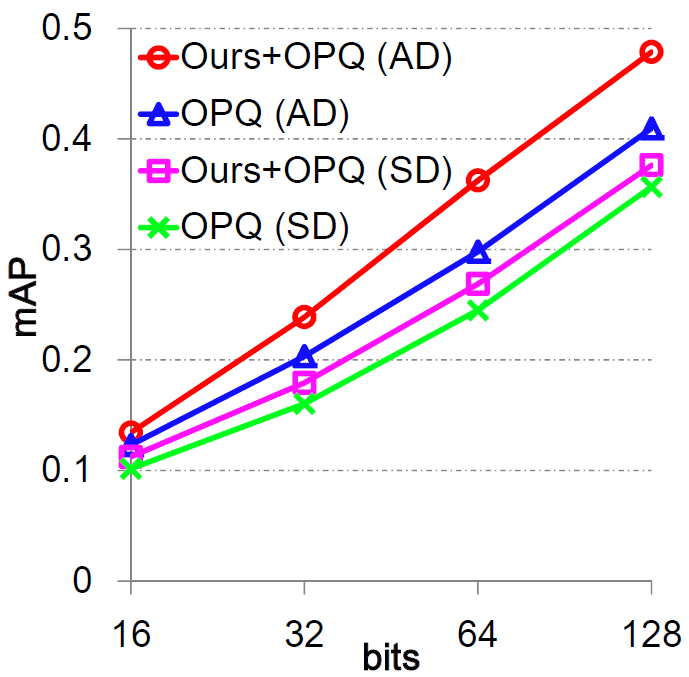 0.5
Ours+OPQ (AD)
OPQ (AD)
0.4
Ours+OPQ (SD)
OPQ (SD)
0.3
mAP
0.2
0.1
0
16 32 64 128
bits